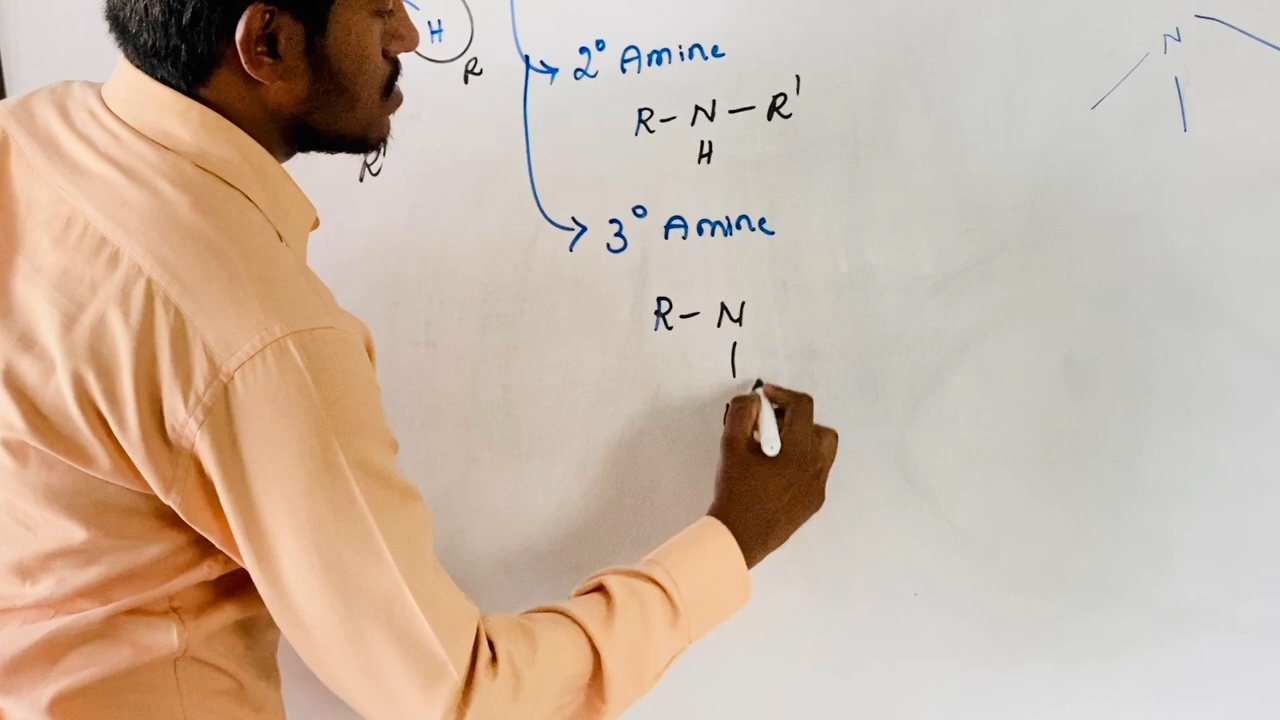 H
R
R'
→ 2° Amine
R - N - R'
H
→ 3° Amine
R - N
|
N